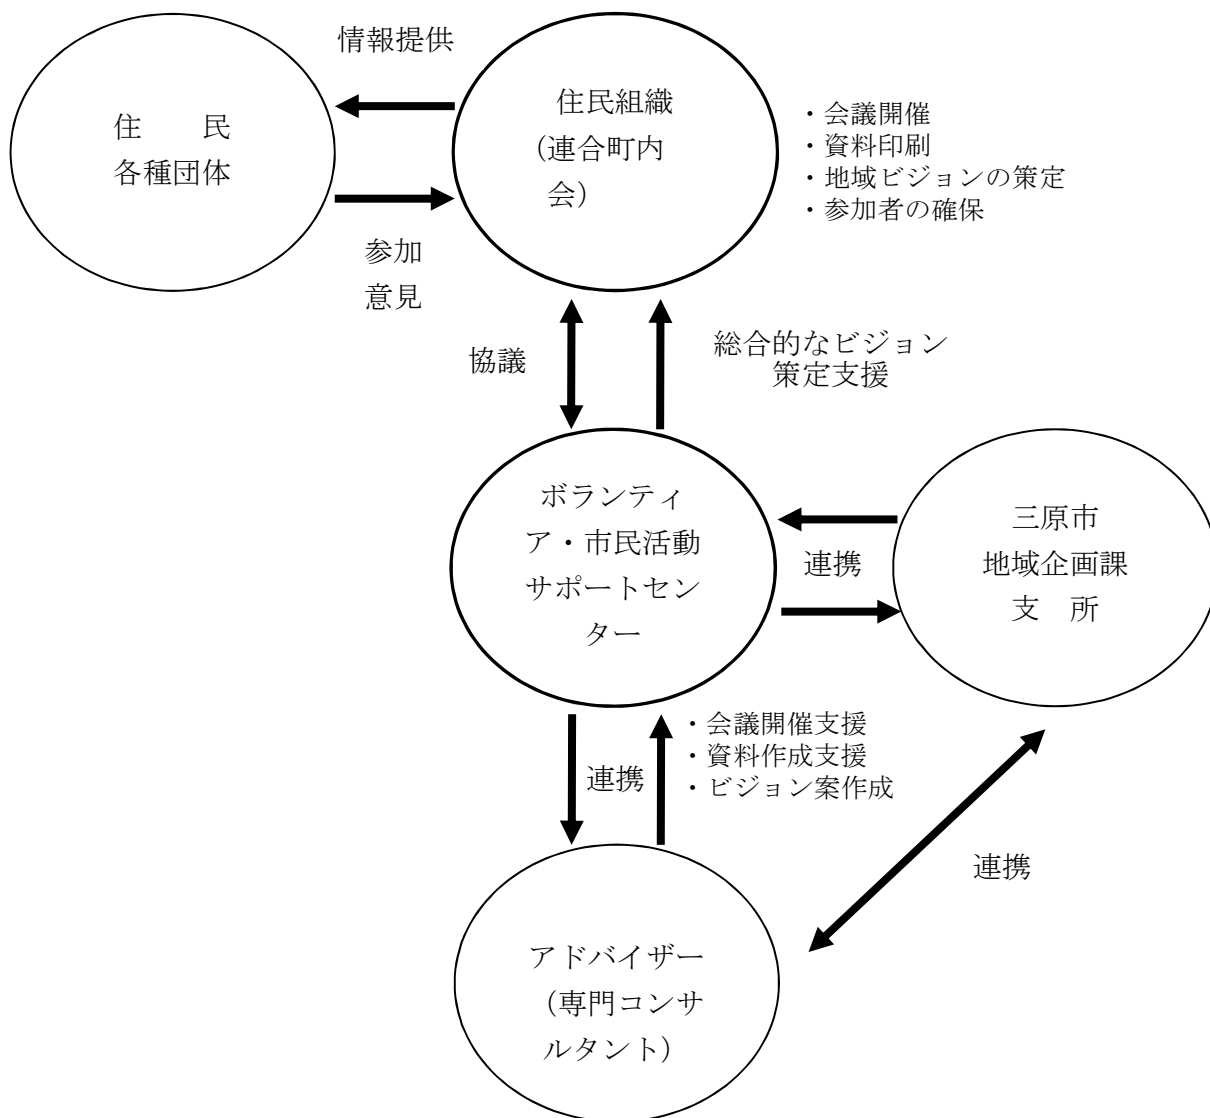 情報提供
住　　民
各種団体
住民組織
(連合町内
会）
・会議開催
・資料印刷
・地域ビジョンの策定
・参加者の確保
参加
意見
協議
総合的なビジョン
策定支援
ボランティ
ア・市民活動
サポートセン
ター
連携
三原市
地域企画課
支　所
連携
・会議開催支援
・資料作成支援
・ビジョン案作成
連携
アドバイザー
（専門コンサ
ルタント）